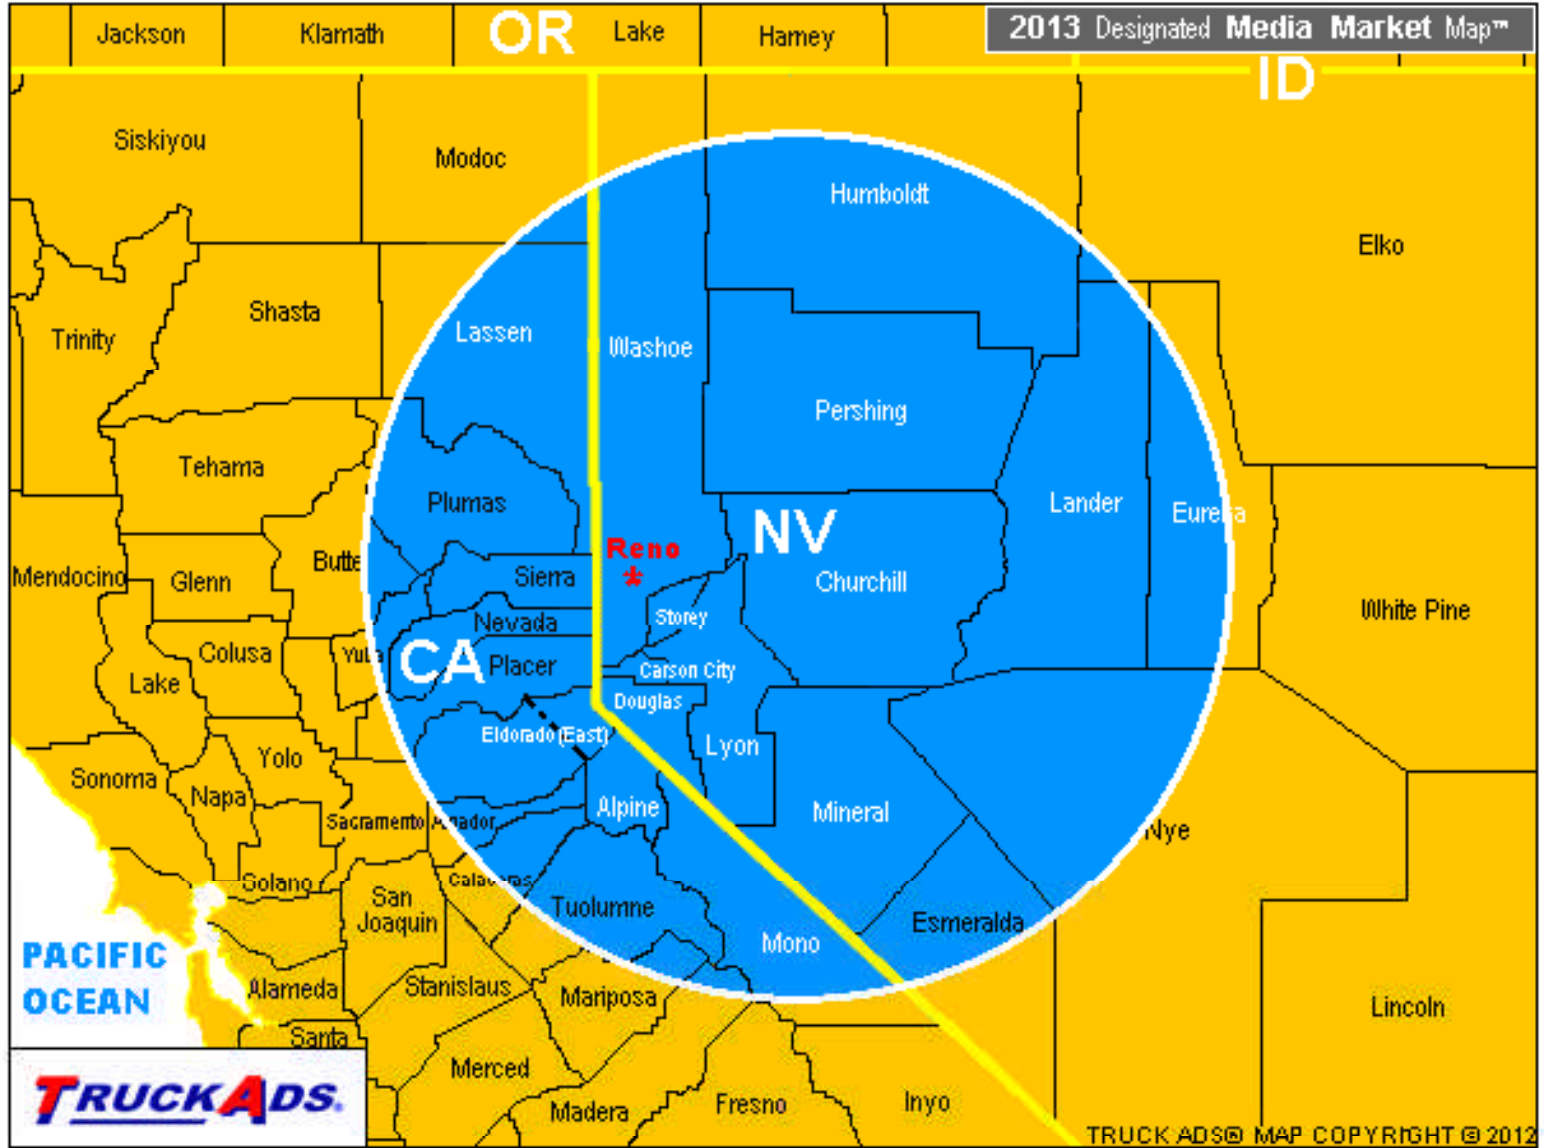 Jackson
Klamath
OR
Lake
Harney
2013 Designated Media Market Map™
ID
Siskiyou
Modoc
Humboldt
Elko
Trinity
Shasta
Lassen
Washoe
Pershing
Tehama
Plumas
Lander
Eureka
Reno
*
NV
Mendocino
Glenn
Butte
Sierra
Churchill
White Pine
Storey
Nevada
Colusa
Yuba
CA
Placer
Carson City
Lake
Douglas
Eldorado(East)
Lyon
Yolo
Sonoma
Napa
Alpine
Mineral
Sacramento
Amador
Nye
Solano
Calaveras
San
Joaquin
Tuolumne
Esmeralda
Mono
PACIFIC
OCEAN
Alameda
Stanislaus
Mariposa
Lincoln
Santa
Merced
TRUCKADS.
Madera
Fresno
Inyo
TRUCK ADS® MAP COPYRIGHT © 2012